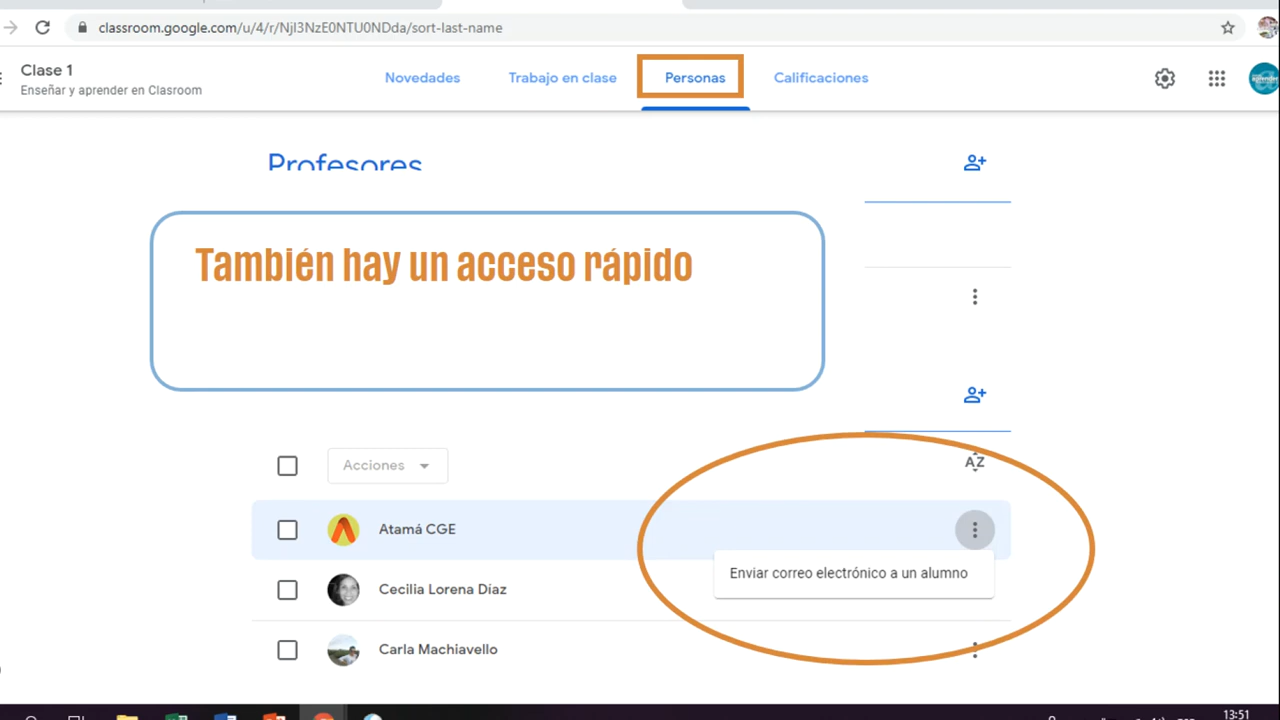 classroom.google.com/u/4/r/NjI3NzE0NTU0NDda/sort-last-name
Clase 1
Enseñar y aprender en Clasroom
Novedades
Trabajo en clase
Personas
Calificaciones
aprender
Profesores
También hay un acceso rápido
Acciones
AZ
Atamá CGE
Enviar correo electrónico a un alumno
Cecilia Lorena Diaz
Carla Machiavello
13:51